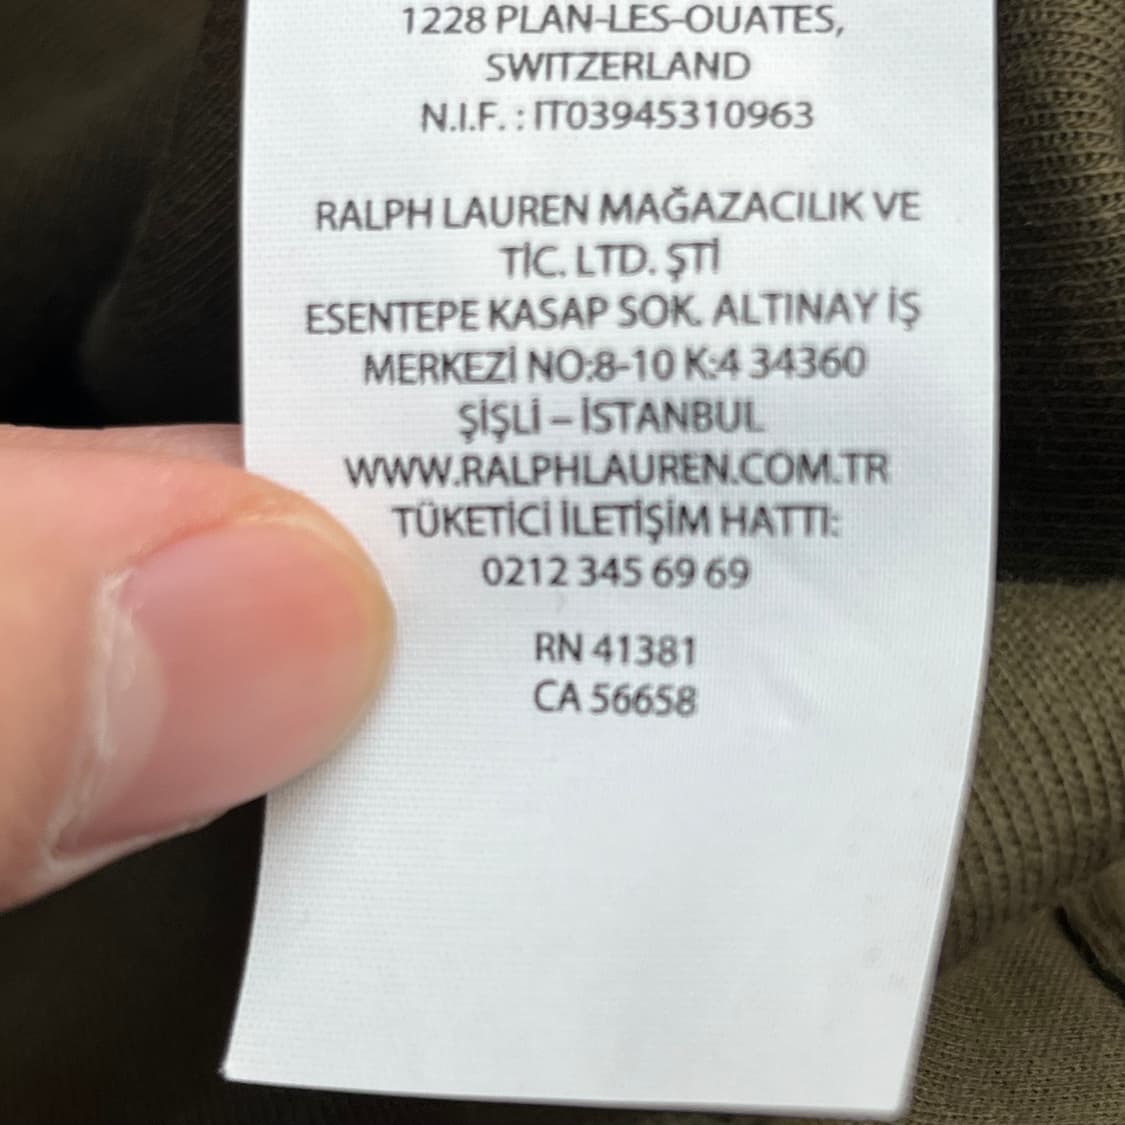 1228 PLAN-LES-OUATES,
SWITZERLAND
N.I.F. : IT03945310963
RALPH LAUREN MAĞAZACILIK VE
TİC. LTD. ŞTİ
ESENTEPE KASAP SOK. ALTINAY İŞ
MERKEZİ NO:8-10 K:4 34360
ŞİŞLİ – İSTANBUL
WWW.RALPHLAUREN.COM.TR
TÜKETİCİ İLETİŞİM HATTI:
0212 345 69 69
RN 41381
CA 56658